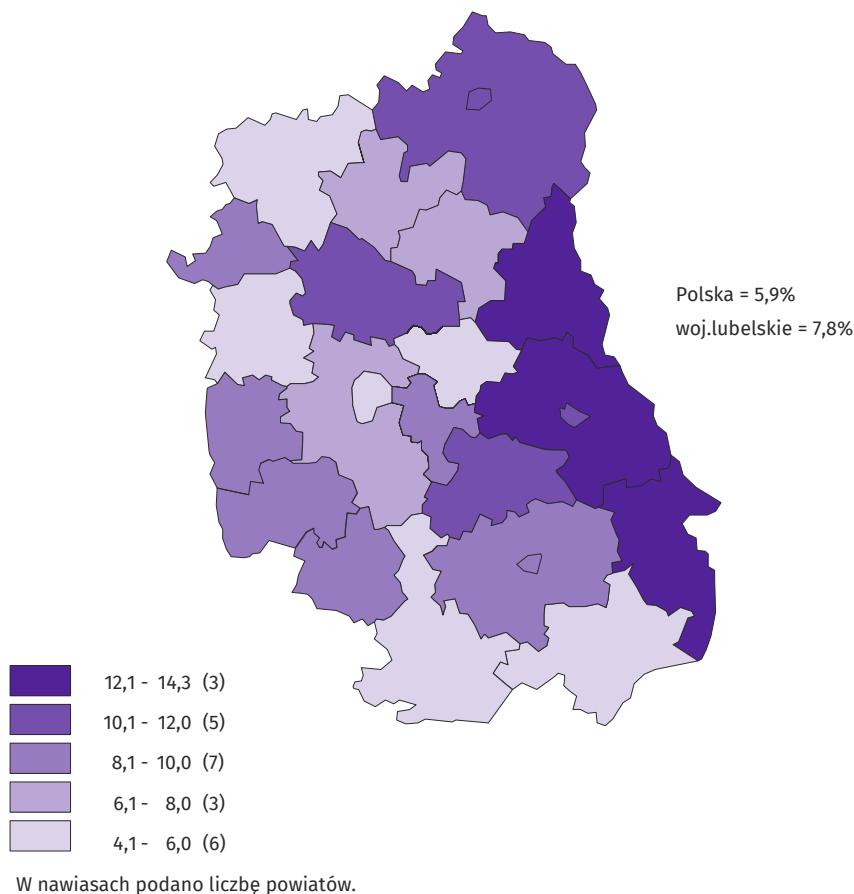 Polska = 5,9%
woj.lubelskie = 7,8%
12,1 - 14,3 (3)
10,1 - 12,0 (5)
8,1 - 10,0 (7)
6,1 - 8,0 (3)
4,1 - 6,0 (6)
W nawiasach podano liczbę powiatów.